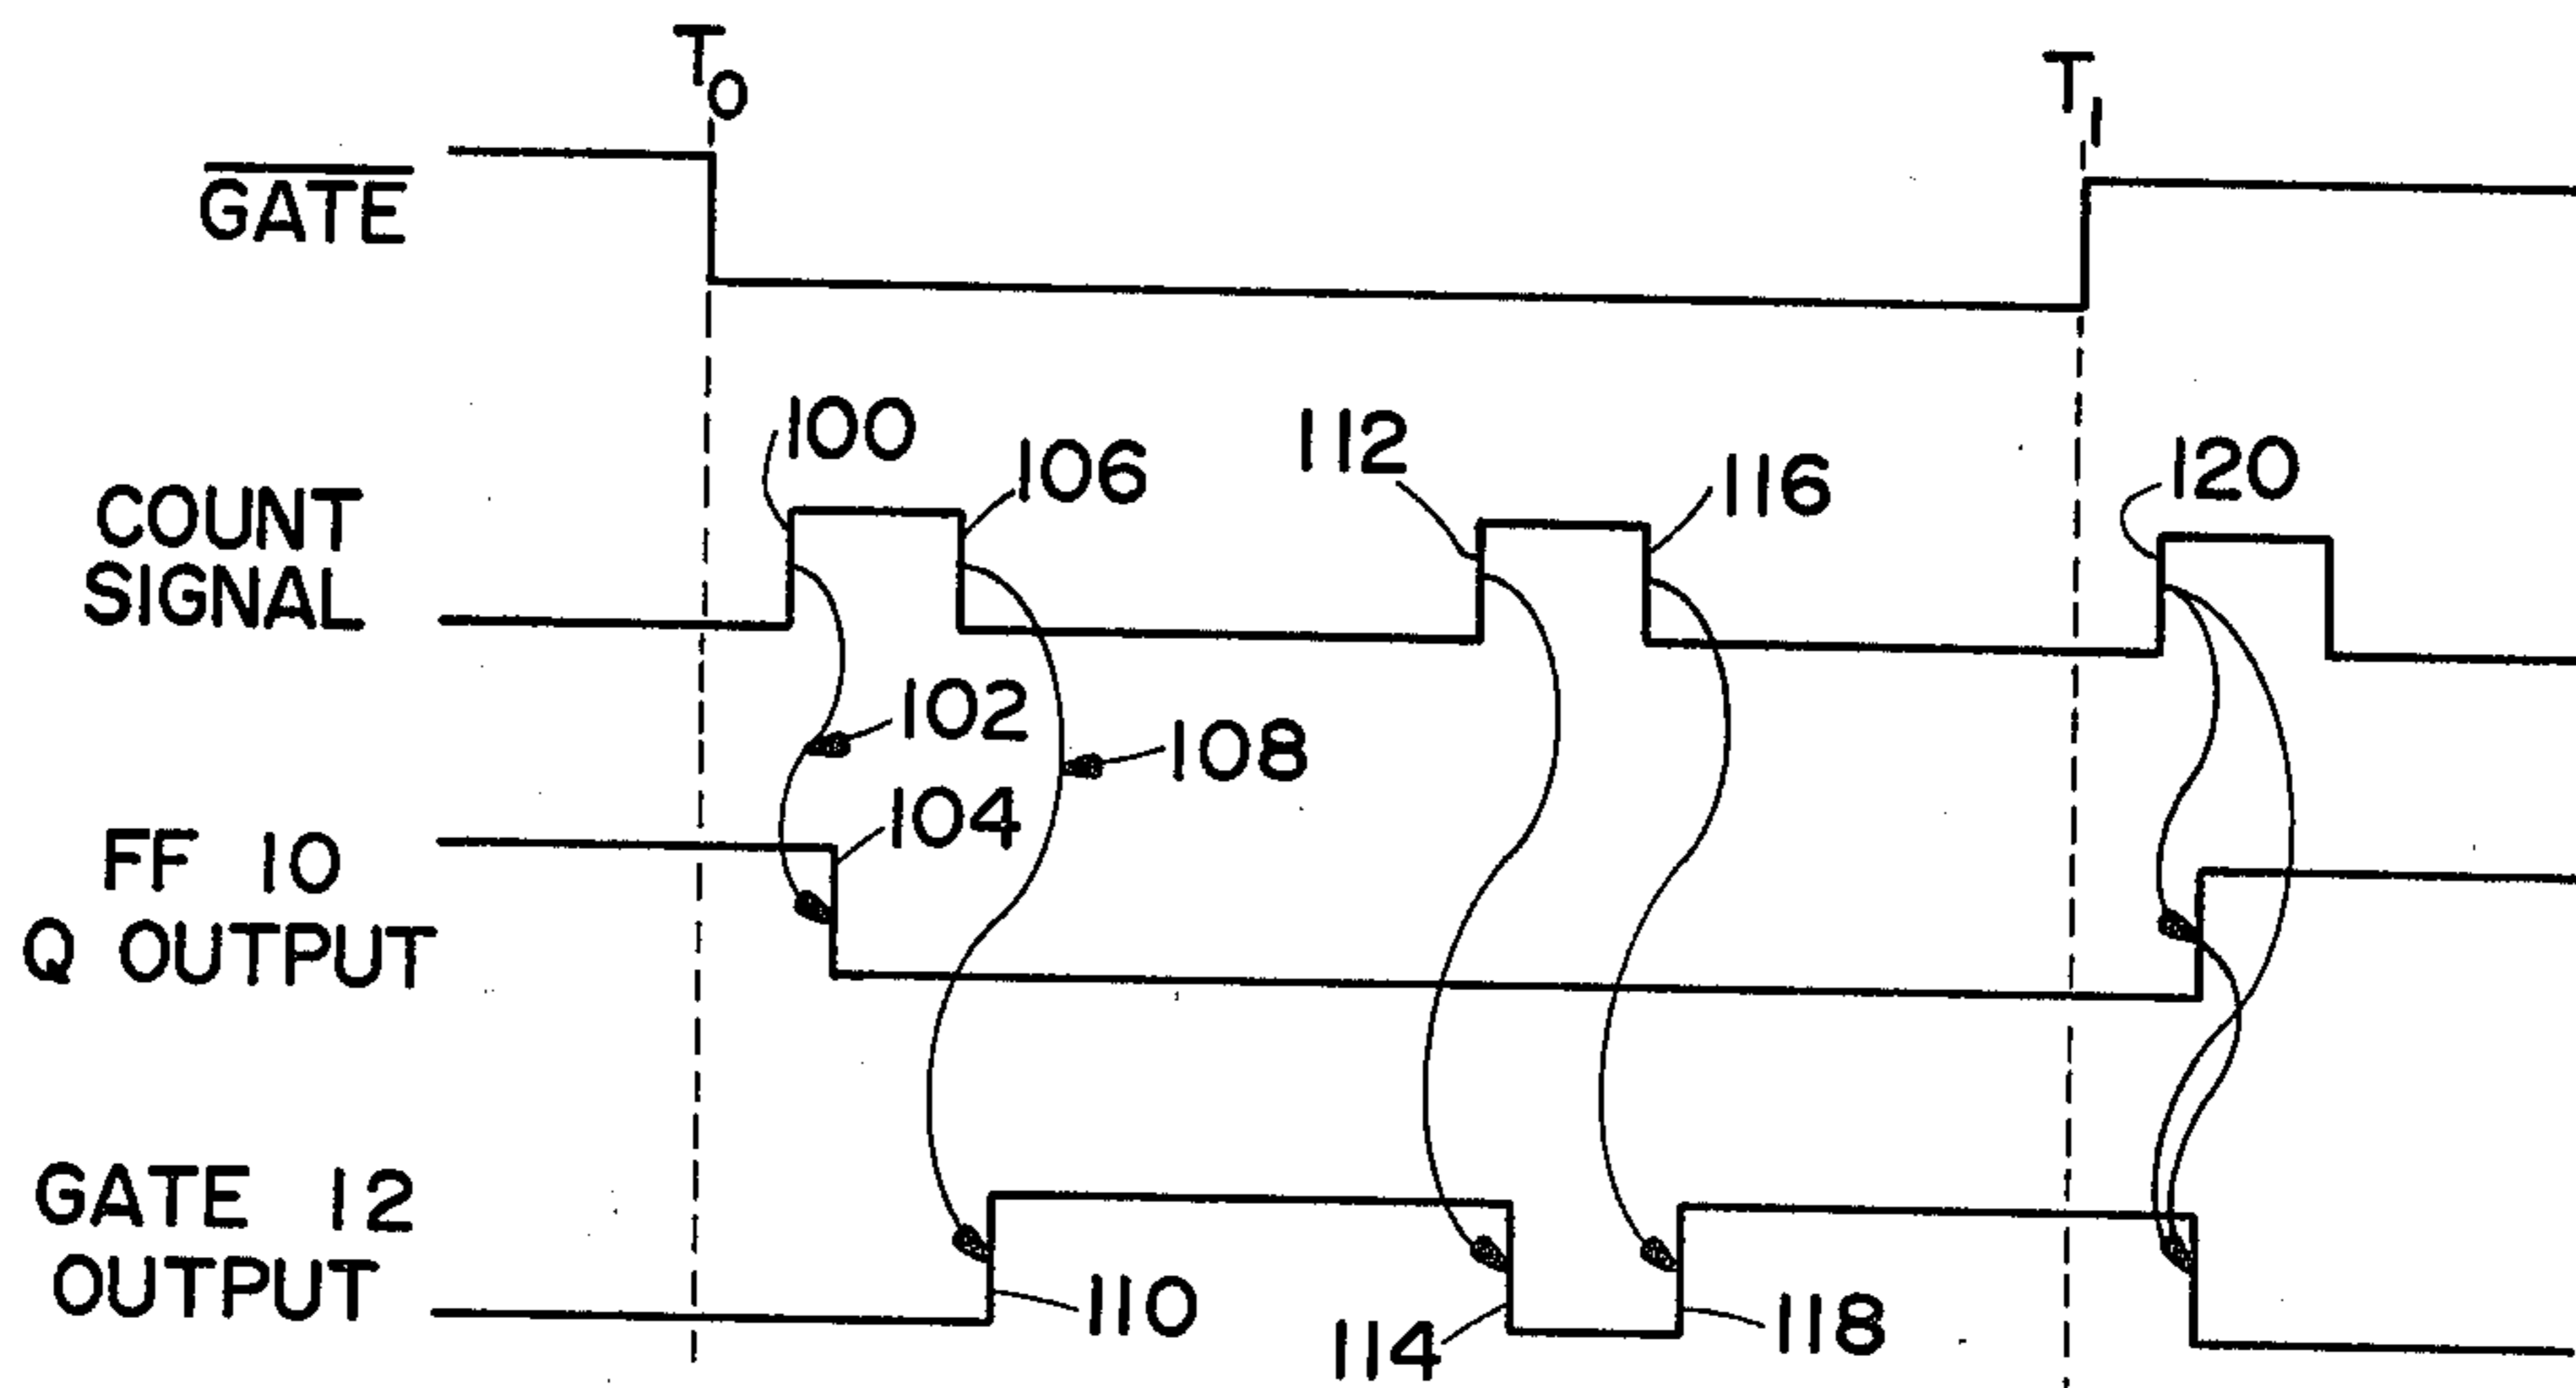 T0
T1
GATE
100
106
112
116
120
COUNT
SIGNAL
102
108
104
FF 10
Q OUTPUT
GATE 12
OUTPUT
110
114
118